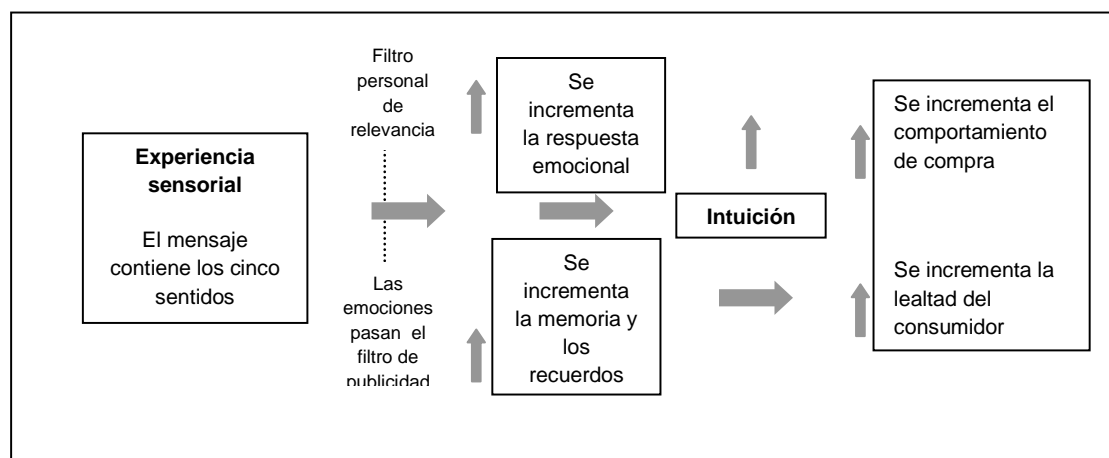 Experiencia
sensorial
El mensaje
contiene los cinco
sentidos
Filtro
personal
de
relevancia
Las
emociones
pasan el
filtro de
publicidad
Se
incrementa
la respuesta
emocional
Se
incrementa
la memoria y
los
recuerdos
Intuición
Se incrementa el
comportamiento
de compra
Se incrementa la
lealtad del
consumidor